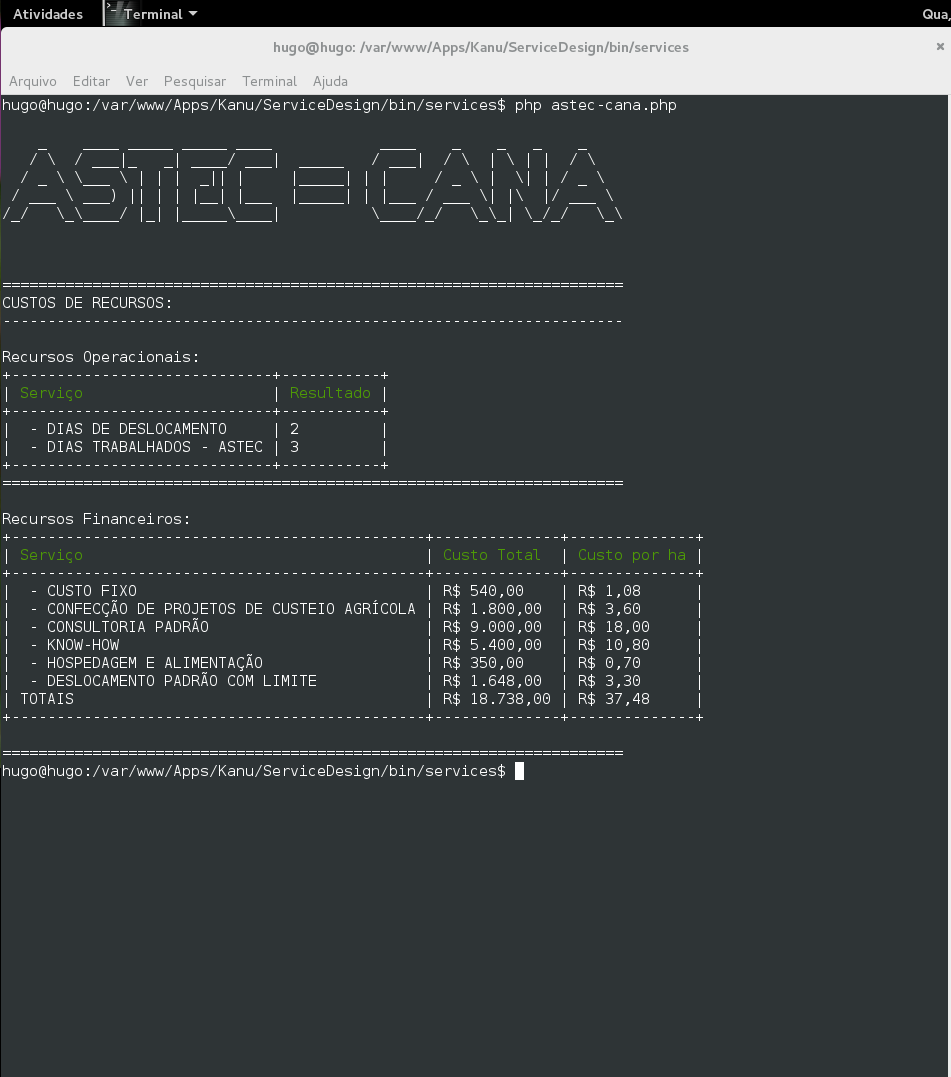 Atividades Terminal Qua,
hugo@hugo: /var/www/Apps/Kanu/ServiceDesign/bin/services ×
Arquivo Editar Ver Pesquisar Terminal Ajuda
hugo@hugo:/var/www/Apps/Kanu/ServiceDesign/bin/services$ php astec-cana.php
ASTEC - CANA
=====================================================================
CUSTOS DE RECURSOS:
---------------------------------------------------------------------
Recursos Operacionais:
+-----------------------------+-----------+
| Serviço                     | Resultado |
+-----------------------------+-----------+
|  - DIAS DE DESLOCAMENTO     | 2         |
|  - DIAS TRABALHADOS - ASTEC | 3         |
+-----------------------------+-----------+
=====================================================================
Recursos Financeiros:
+----------------------------------------------+--------------+--------------+
| Serviço                                      | Custo Total  | Custo por ha |
+----------------------------------------------+--------------+--------------+
|  - CUSTO FIXO                                | R$ 540,00    | R$ 1,08      |
|  - CONFECÇÃO DE PROJETOS DE CUSTEIO AGRÍCOLA | R$ 1.800,00  | R$ 3,60      |
|  - CONSULTORIA PADRÃO                        | R$ 9.000,00  | R$ 18,00     |
|  - KNOW-HOW                                  | R$ 5.400,00  | R$ 10,80     |
|  - HOSPEDAGEM E ALIMENTAÇÃO                  | R$ 350,00    | R$ 0,70      |
|  - DESLOCAMENTO PADRÃO COM LIMITE            | R$ 1.648,00  | R$ 3,30      |
| TOTAIS                                       | R$ 18.738,00 | R$ 37,48     |
+----------------------------------------------+--------------+--------------+
=====================================================================
hugo@hugo:/var/www/Apps/Kanu/ServiceDesign/bin/services$